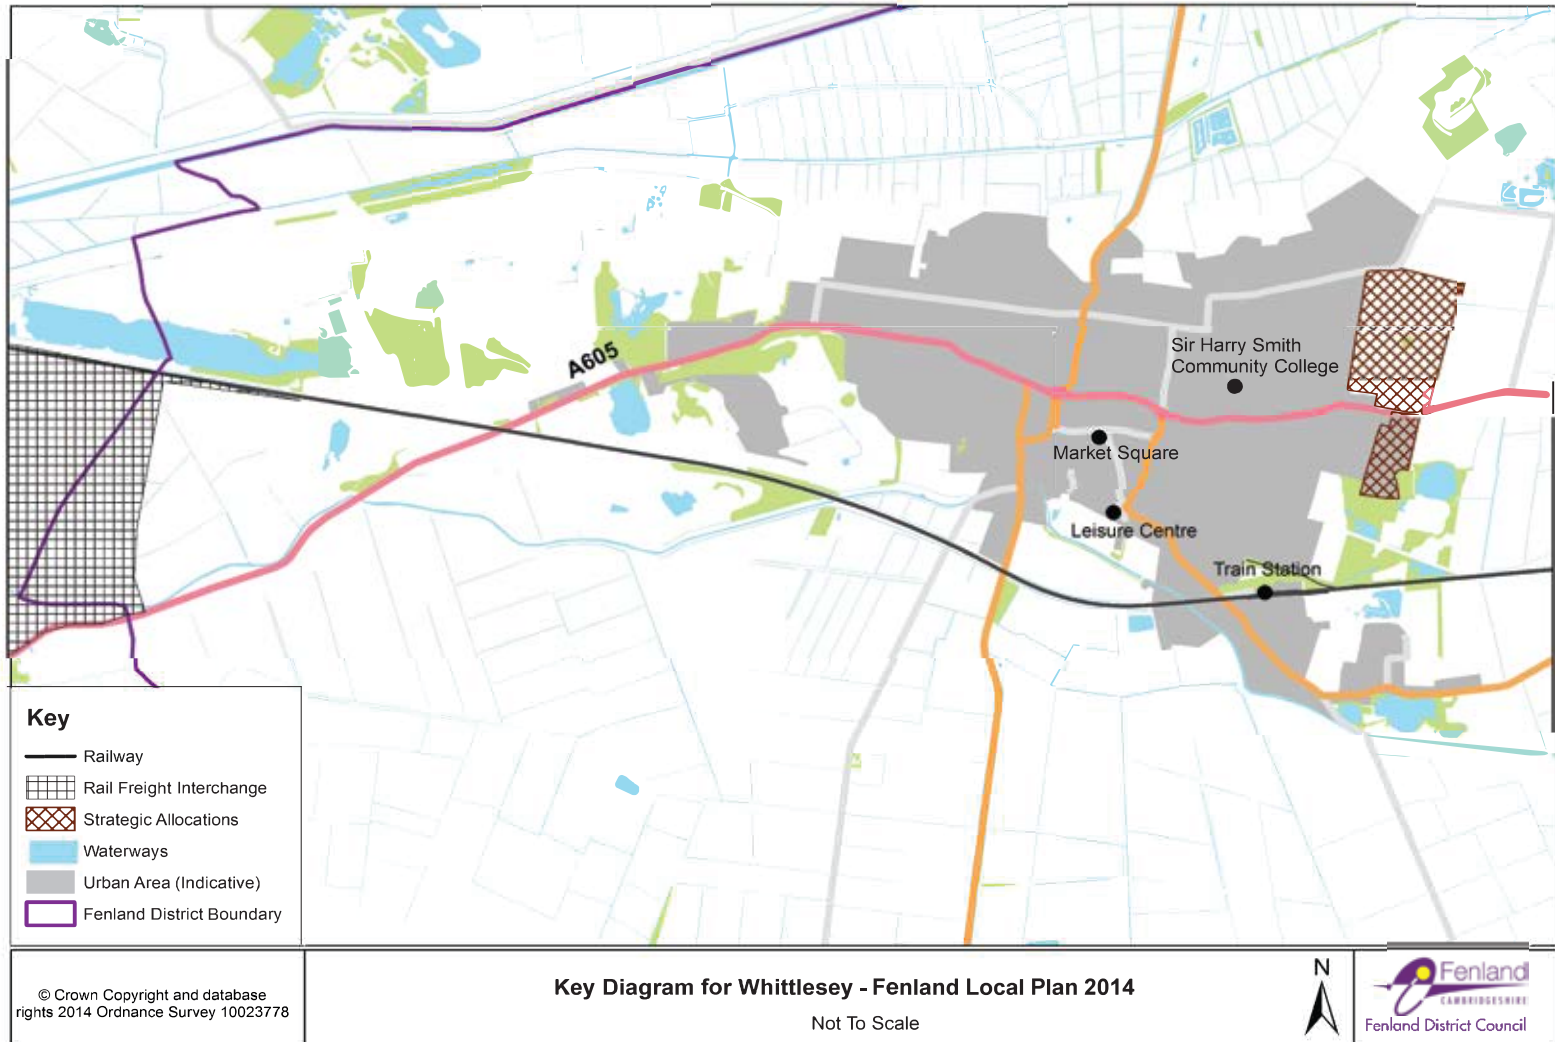 A605
Sir Harry Smith
Community College
Market Square
Leisure Centre
Train Station
Key
Railway
Rail Freight Interchange
Strategic Allocations
Waterways
Urban Area (Indicative)
Fenland District Boundary
© Crown Copyright and database
rights 2014 Ordnance Survey 10023778
Key Diagram for Whittlesey - Fenland Local Plan 2014
Not To Scale
N
Fenland
CAMBRIDGESHIRE
Fenland District Council